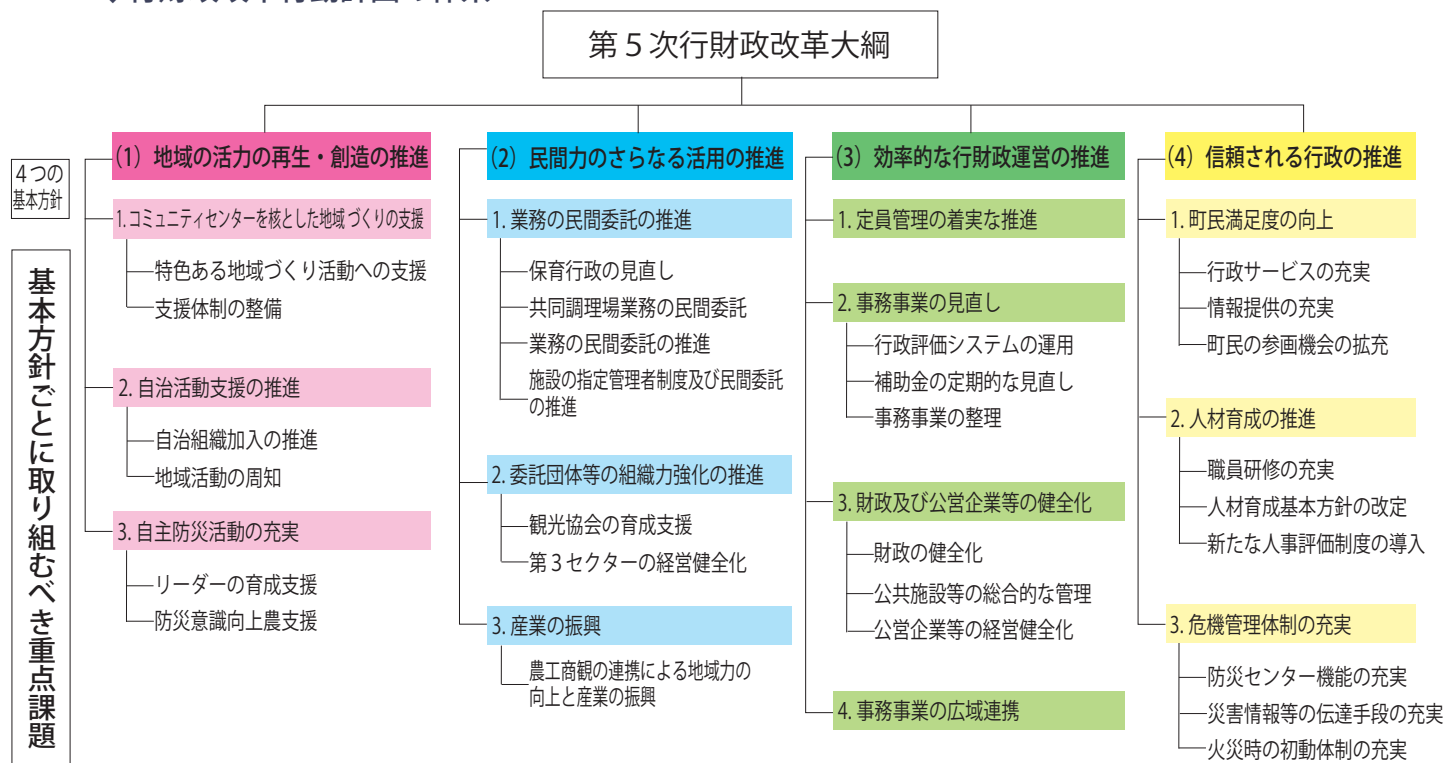 第5次行財政改革大綱
4つの
基本方針
基本方針ごとに取り組むべき重点課題
(1) 地域の活力の再生・創造の推進
1.コミュニティセンターを核とした地域づくりの支援
特色ある地域づくり活動への支援
支援体制の整備
2. 自治活動支援の推進
自治組織加入の推進
地域活動の周知
3. 自主防災活動の充実
リーダーの育成支援
防災意識向上農支援
(2) 民間力のさらなる活用の推進
1. 業務の民間委託の推進
保育行政の見直し
共同調理場業務の民間委託
業務の民間委託の推進
施設の指定管理者制度及び民間委託
の推進
2. 委託団体等の組織力強化の推進
観光協会の育成支援
第3セクターの経営健全化
3. 産業の振興
農工商観の連携による地域力の
向上と産業の振興
(3) 効率的な行財政運営の推進
1. 定員管理の着実な推進
2. 事務事業の見直し
行政評価システムの運用
補助金の定期的な見直し
事務事業の整理
3. 財政及び公営企業等の健全化
財政の健全化
公共施設等の総合的な管理
公営企業等の経営健全化
4. 事務事業の広域連携
(4) 信頼される行政の推進
1. 町民満足度の向上
行政サービスの充実
情報提供の充実
町民の参画機会の拡充
2. 人材育成の推進
職員研修の充実
人材育成基本方針の改定
新たな人事評価制度の導入
3. 危機管理体制の充実
防災センター機能の充実
災害情報等の伝達手段の充実
火災時の初動体制の充実